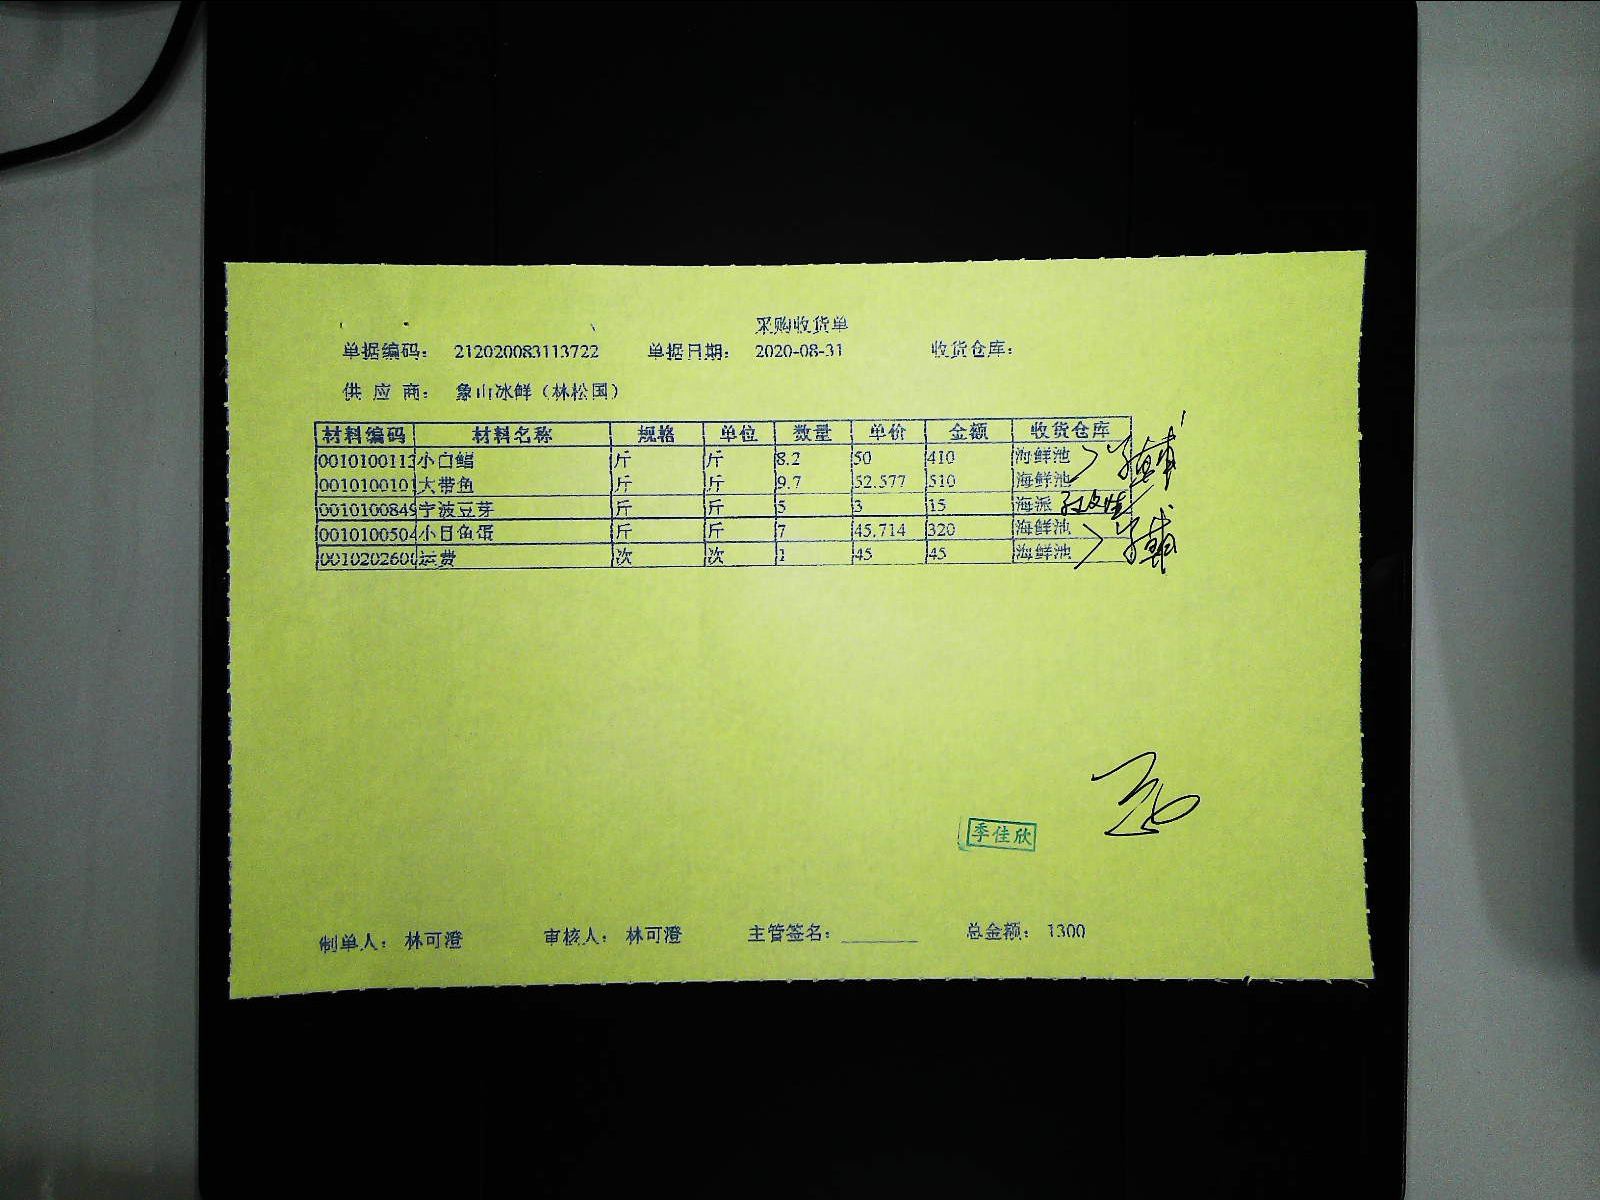 采购收货单
单据编码： 212020083113722 单据日期： 2020-08-31 收货仓库：
供 应 商： 象山冰鲜（林松国）
材料编码 材料名称 规格 单位 数量 单价 金额 收货仓库
0010100113 小白鲳 斤 斤 8.2 50 410 海鲜池
0010100101 大带鱼 斤 斤 9.7 52.577 510 海鲜池
0010100849 宁波豆芽 斤 斤 5 3 15 海派
0010100504 小目鱼蛋 斤 斤 7 45.714 320 海鲜池
001020260 运费 次 次 1 45 45 海鲜池
季佳欣
制单人： 林可澄 审核人： 林可澄 主管签名： 总金额： 1300